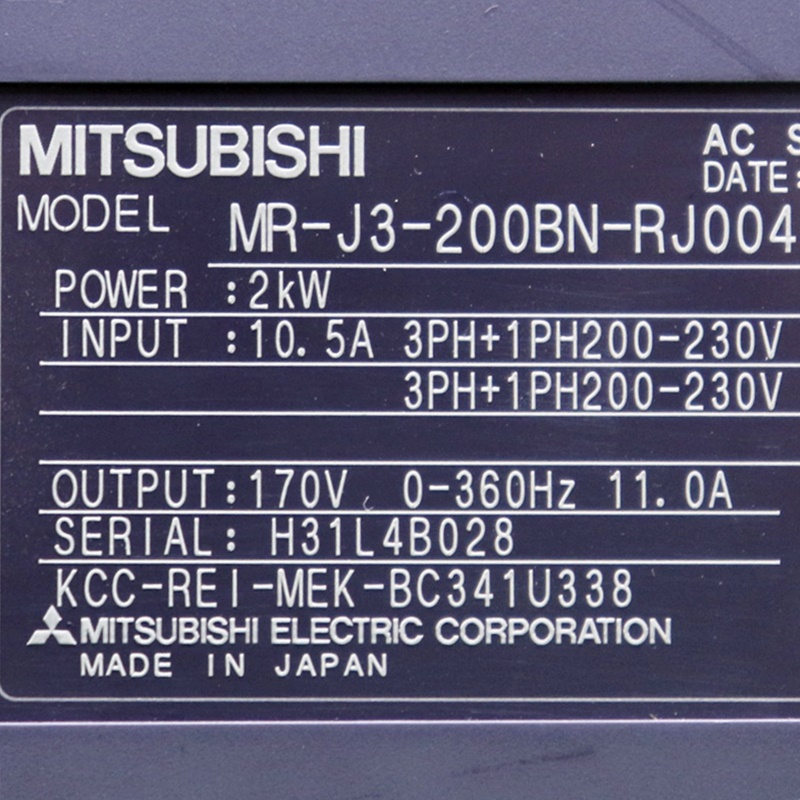 MITSUBISHI AC S
DATE:
MODEL MR-J3-200BN-RJ004
POWER :2kW
INPUT :10.5A 3PH+1PH200-230V
3PH+1PH200-230V
OUTPUT:170V 0-360Hz 11.0A
SERIAL: H31L4B028
KCC-REI-MEK-BC341U338
MITSUBISHI ELECTRIC CORPORATION
MADE IN JAPAN